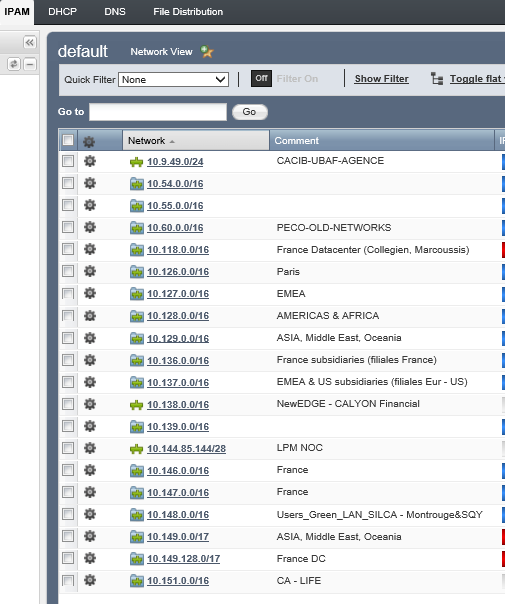 IPAM DHCP DNS File Distribution
default Network View
Quick Filter None Off Filter On Show Filter Toggle flat
Go to Go
Network Comment
10.9.49.0/24 CACIB-UBAF-AGENCE
10.54.0.0/16
10.55.0.0/16
10.60.0.0/16 PECO-OLD-NETWORKS
10.118.0.0/16 France Datacenter (Collegien, Marcoussis)
10.126.0.0/16 Paris
10.127.0.0/16 EMEA
10.128.0.0/16 AMERICAS & AFRICA
10.129.0.0/16 ASIA, Middle East, Oceania
10.136.0.0/16 France subsidiaries (filiales France)
10.137.0.0/16 EMEA & US subsidiaries (filiales Eur - US)
10.138.0.0/16 NewEDGE - CALYON Financial
10.139.0.0/16
10.144.85.144/28 LPM NOC
10.146.0.0/16 France
10.147.0.0/16 France
10.148.0.0/16 Users_Green_LAN_SILCA - Montrouge&SQY
10.149.0.0/17 ASIA, Middle East, Oceania
10.149.128.0/17 France DC
10.151.0.0/16 CA - LIFE